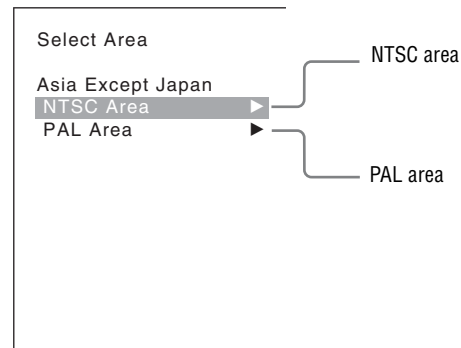 Select Area
Asia Except Japan
NTSC Area ▶
PAL Area ▶
NTSC area
PAL area